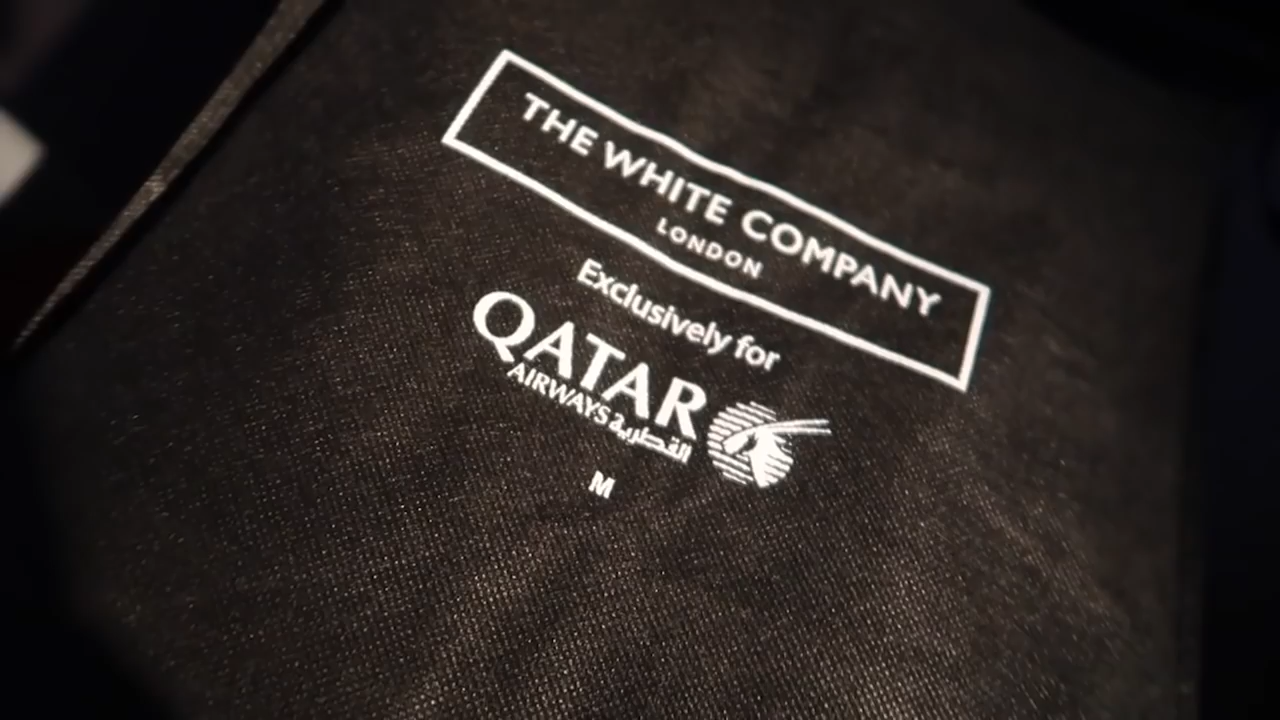 THE WHITE COMPANY
LONDON
Exclusively for
QATAR
AIRWAYS القطرية
M